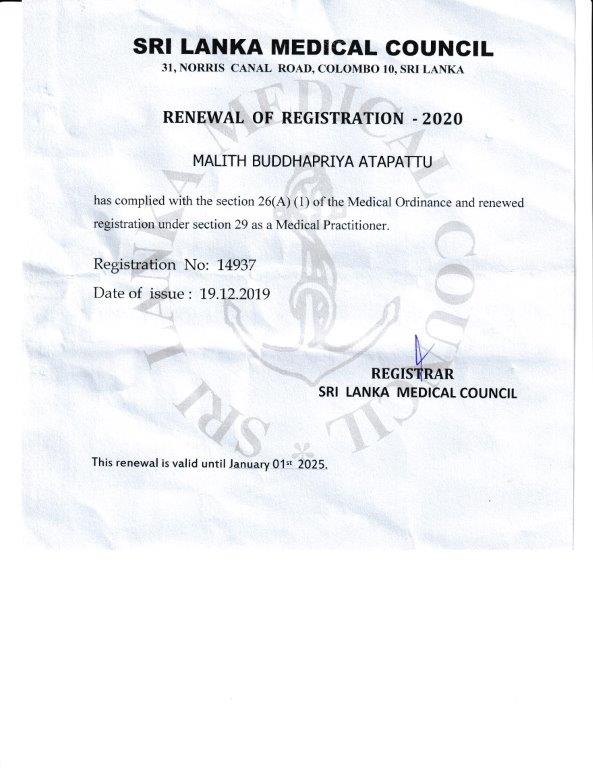 SRI LANKA MEDICAL COUNCIL
31, NORRIS CANAL ROAD, COLOMBO 10, SRI LANKA
RENEWAL OF REGISTRATION - 2020
MALITH BUDDHAPRIYA ATAPATTU
has complied with the section 26(A) (1) of the Medical Ordinance and renewed
registration under section 29 as a Medical Practitioner.
Registration No: 14937
Date of issue : 19.12.2019
REGISTRAR
SRI LANKA MEDICAL COUNCIL
This renewal is valid until January 01st 2025.
SRI LANKA MEDICAL COUNCIL *